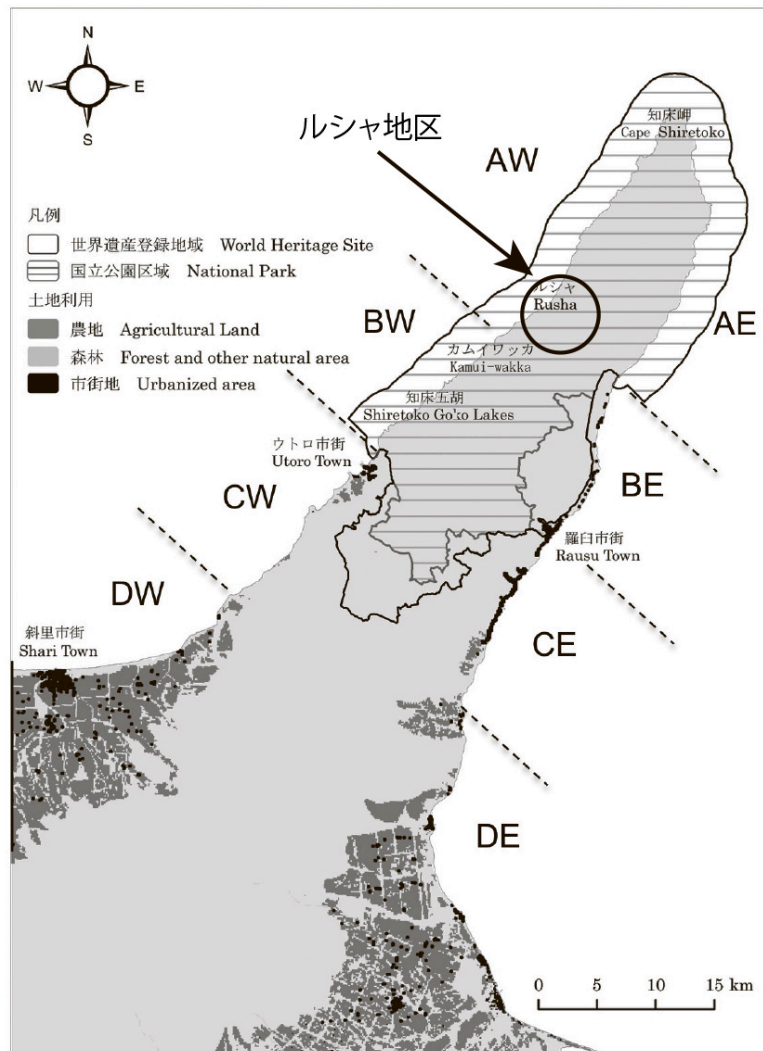 N
W
E
S
ルシャ地区
AW
知床岬
Cape Shiretoko
凡例
世界遺産登録地域 World Heritage Site
国立公園区域 National Park
土地利用
農地 Agricultural Land
森林 Forest and other natural area
市街地 Urbanized area
ルシャ
Rusha
BW
AE
カムイワッカ
Kamui-wakka
知床五胡
Shiretoko Go'ko Lakes
ウトロ市街
Utoro Town
CW
BE
羅臼市街
Rausu Town
DW
斜里市街
Shari Town
CE
DE
0 5 10 15 km